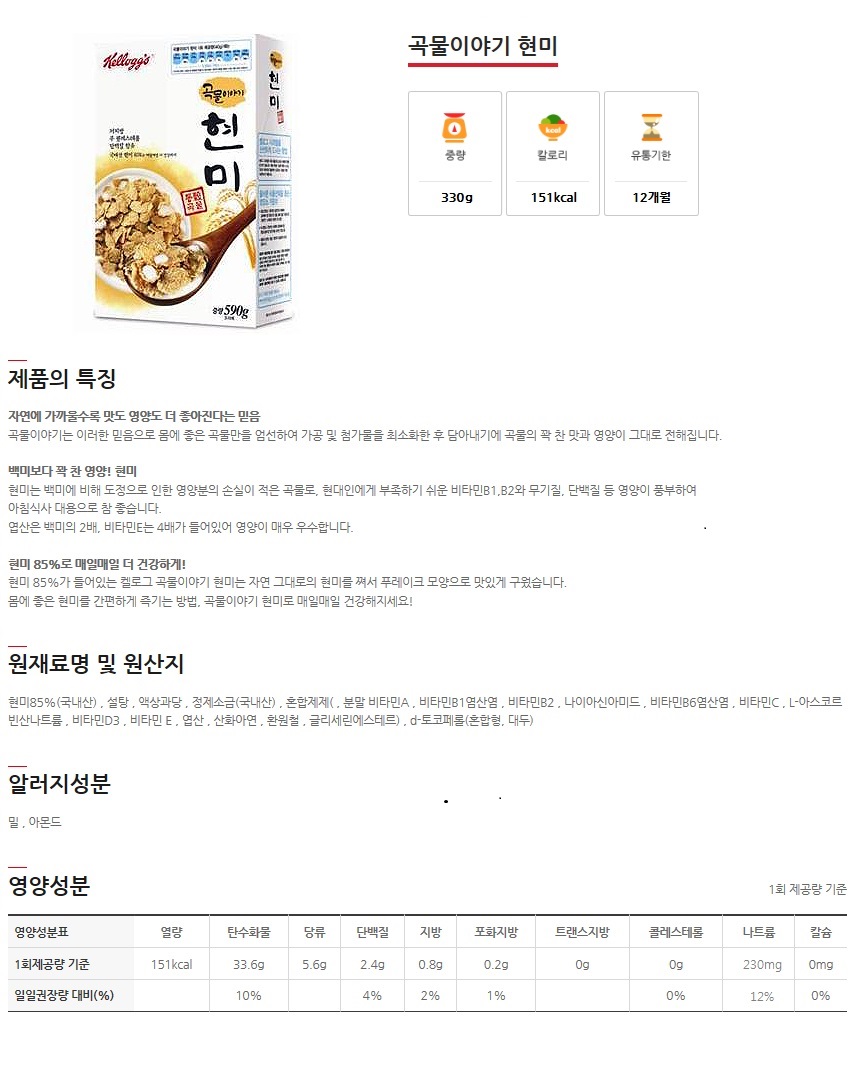 Kellogg's
곡물이야기
현미
곡물이야기
현미
저지방
무 콜레스테롤
단백질 함유
중량590g
곡물이야기 현미
중량
칼로리
유통기한
330g
151kcal
12개월
제품의 특징
자연에 가까울수록 맛도 영양도 더 좋아진다는 믿음
곡물이야기는 이러한 믿음으로 몸에 좋은 곡물만을 엄선하여 가공 및 첨가물을 최소화한 후 담아내기에 곡물의 꽉 찬 맛과 영양이 그대로 전해집니다.
백미보다 꽉 찬 영양! 현미
현미는 백미에 비해 도정으로 인한 영양분의 손실이 적은 곡물로, 현대인에게 부족하기 쉬운 비타민B1,B2와 무기질, 단백질 등 영양이 풍부하여
아침식사 대용으로 참 좋습니다.
엽산은 백미의 2배, 비타민E는 4배가 들어있어 영양이 매우 우수합니다.
현미 85%로 매일매일 더 건강하게!
현미 85%가 들어있는 켈로그 곡물이야기 현미는 자연 그대로의 현미를 쪄서 푸레이크 모양으로 맛있게 구웠습니다.
몸에 좋은 현미를 간편하게 즉기는 방법, 곡물이야기 현미로 매일매일 건강해지세요!
원재료명 및 원산지
현미85%(국내산) , 설탕 , 액상과당 , 정제소금(국내산) , 혼합제제( , 분말 비타민A , 비타민B1염산염 , 비타민B2 , 나이아신아미드 , 비타민B6염산염 , 비타민C , L-아스코르
빈산나트륨 , 비타민D3 , 비타민 E , 엽산 , 산화아연 , 환원철 , 글리세린에스테르) , d-토코페롤(혼합형, 대두)
알러지성분
밀 , 아몬드
영양성분
1회 제공량 기준
영양성분표 열량 탄수화물 당류 단백질 지방 포화지방 트랜스지방 콜레스테롤 나트륨 칼슘
1회제공량 기준 151kcal 33.6g 5.6g 2.4g 0.8g 0.2g 0g 0g 230mg 0mg
일일권장량 대비(%) 10% 4% 2% 1% 0% 12% 0%